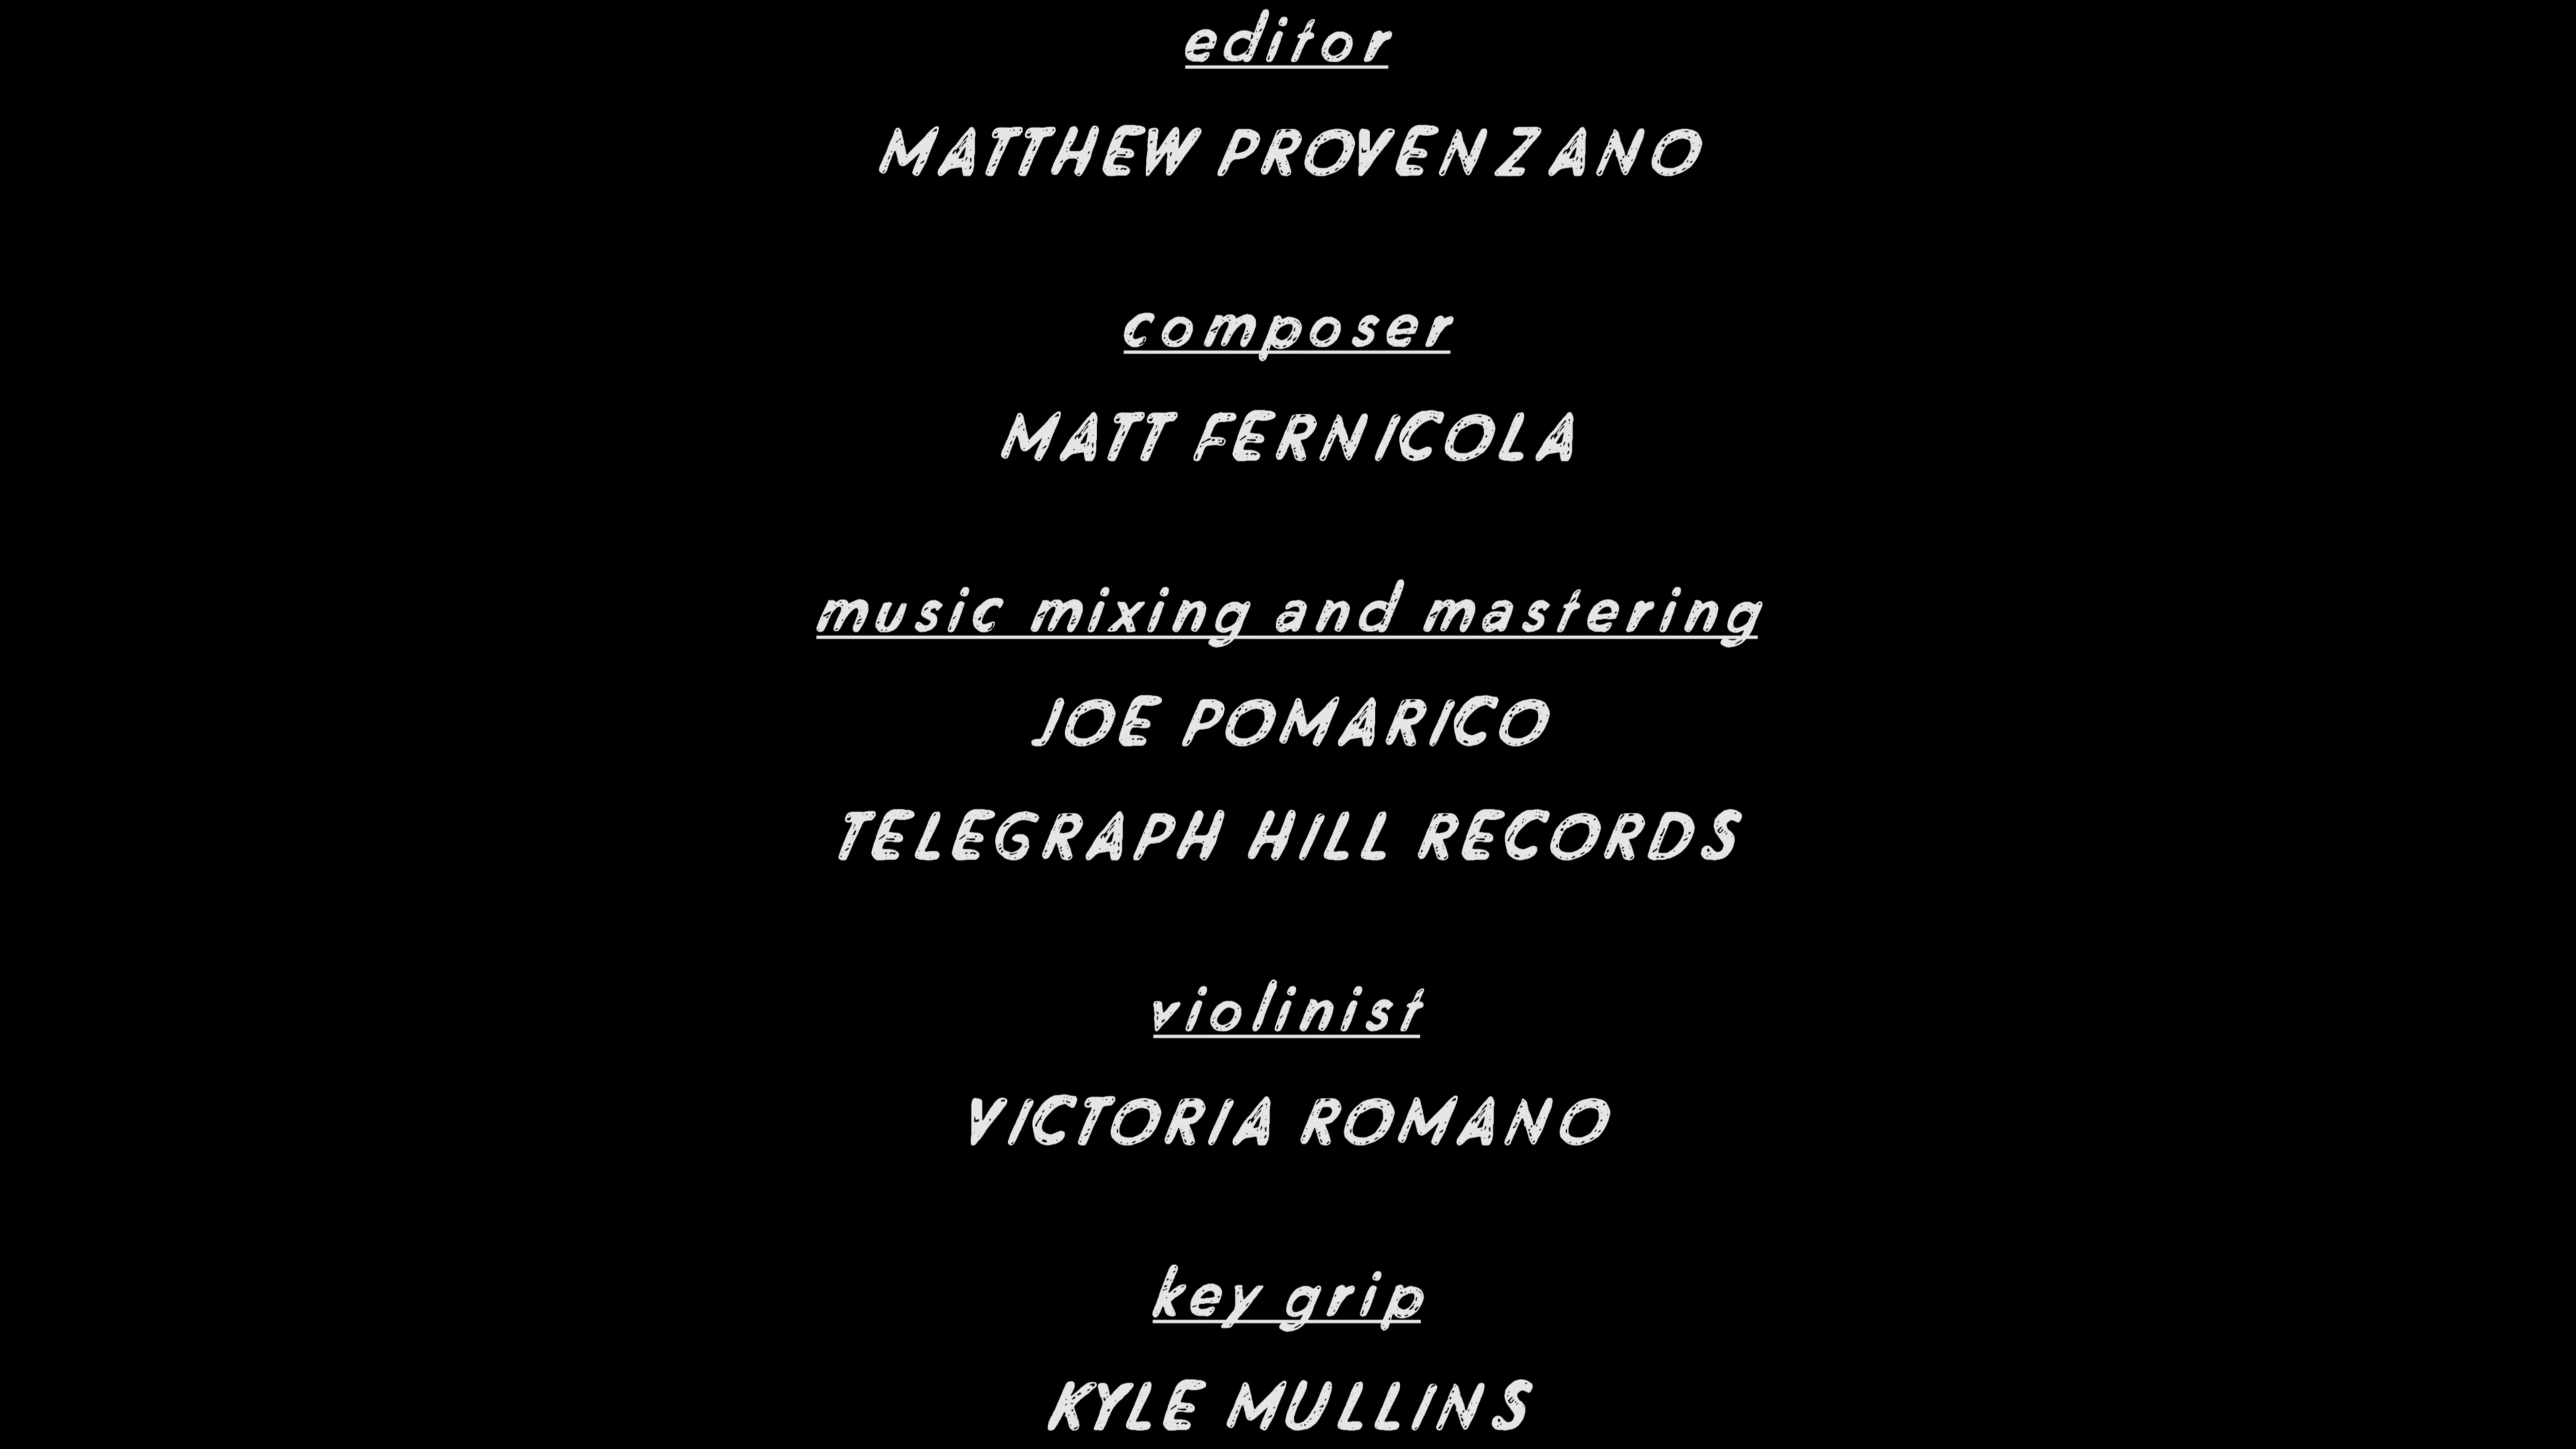 editor
MATTHEW PROVENZANO
composer
MATT FERNICOLA
music mixing and mastering
JOE POMARICO
TELEGRAPH HILL RECORDS
violinist
VICTORIA ROMANO
key grip
KYLE MULLINS